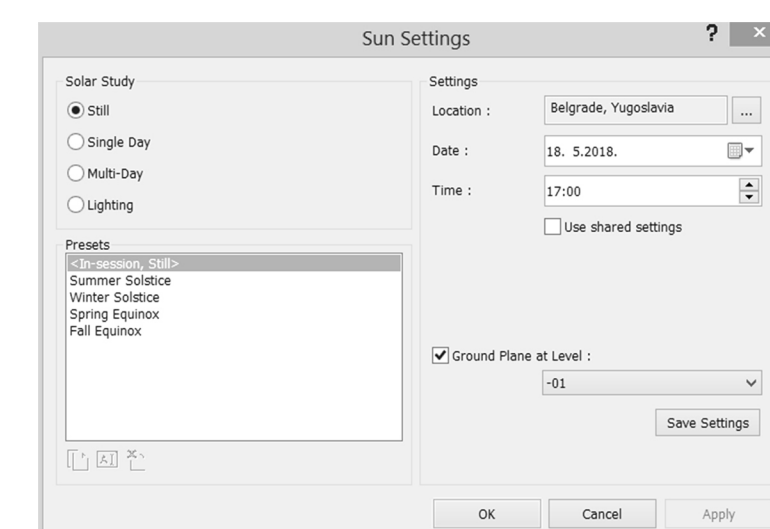 Sun Settings
?
×
Solar Study
Still
Single Day
Multi-Day
Lighting
Presets
<In-session, Still>
Summer Solstice
Winter Solstice
Spring Equinox
Fall Equinox
Settings
Location :
Belgrade, Yugoslavia
...
Date :
18. 5.2018.
Time :
17:00
Use shared settings
Ground Plane at Level :
-01
Save Settings
OK
Cancel
Apply